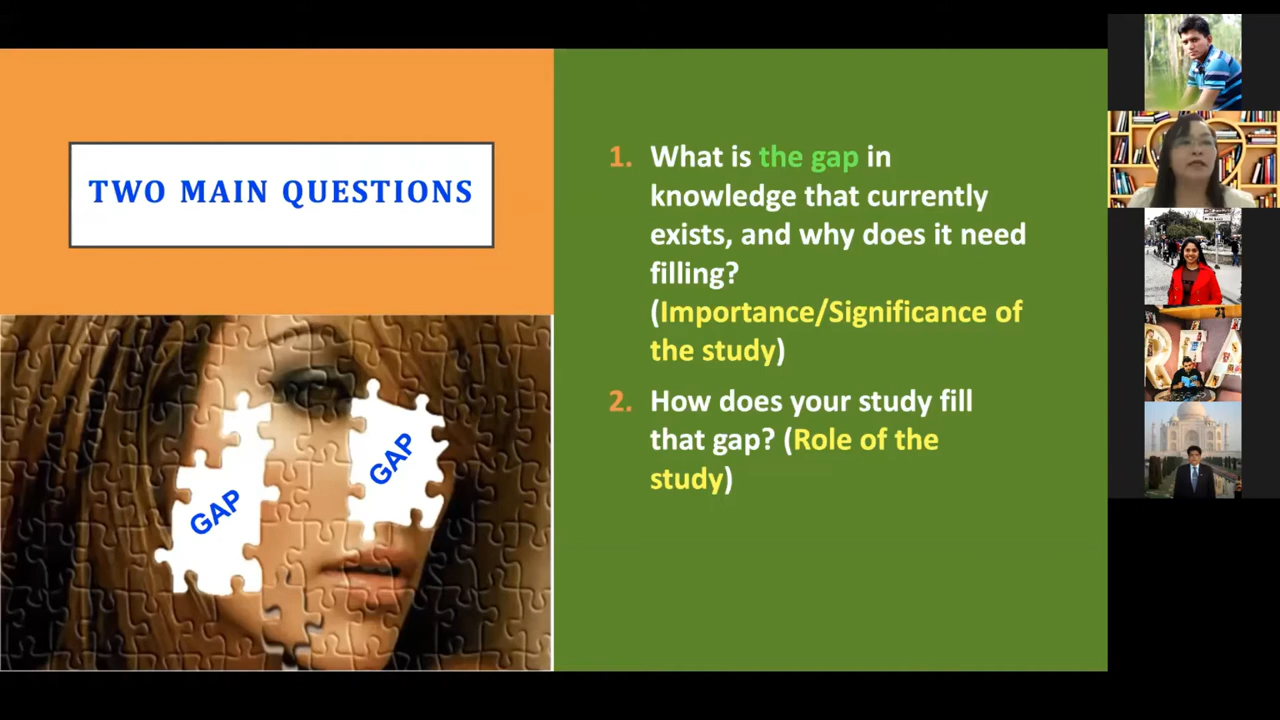 TWO MAIN QUESTIONS
1. What is the gap in
knowledge that currently
exists, and why does it need
filling?
(Importance/Significance of
the study)
2. How does your study fill
that gap? (Role of the
study)
GAP
GAP